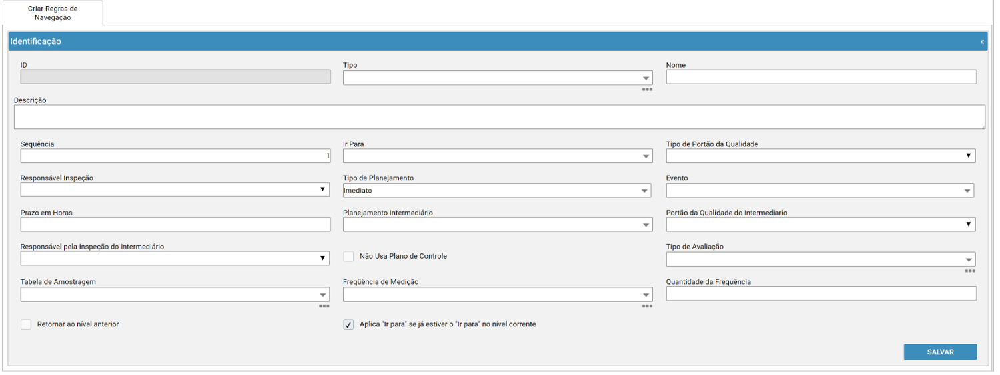 Criar Regras de
Navegação
Identificação «
ID Tipo Nome
Descrição
Sequência Ir Para Tipo de Portão da Qualidade
1
Responsável Inspeção Tipo de Planejamento Evento
Imediato
Prazo em Horas Planejamento Intermediário Portão da Qualidade do Intermediario
Responsável pela Inspeção do Intermediário Não Usa Plano de Controle Tipo de Avaliação
Tabela de Amostragem Freqüência de Medição Quantidade da Frequência
Retornar ao nível anterior Aplica "Ir para" se já estiver o "Ir para" no nível corrente
SALVAR